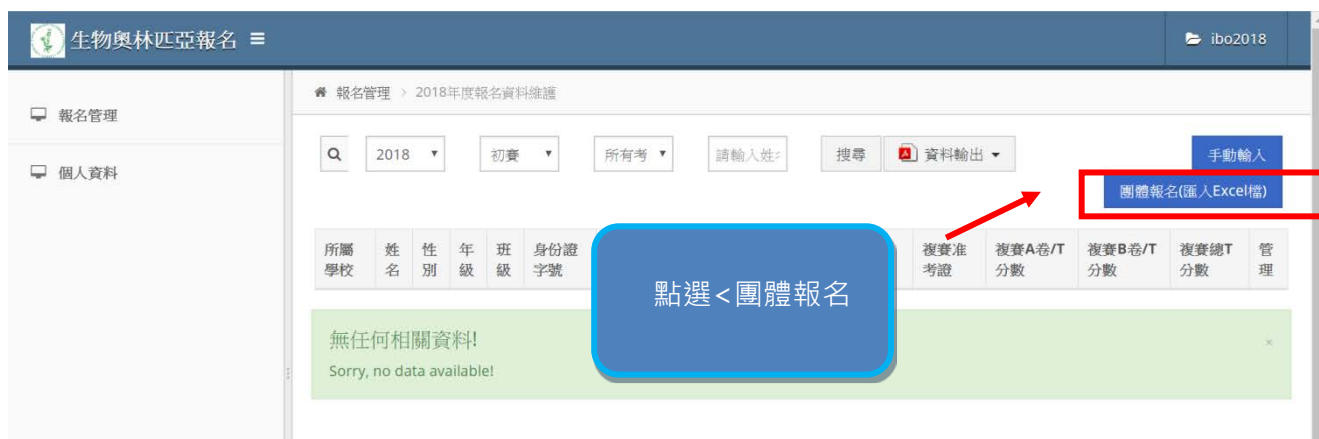 生物奧林匹亞報名
ibo2018
報名管理
個人資料
報名管理 > 2018年度報名資料維護
2018 初賽 所有考 請輸入姓 搜尋 資料輸出 手動輸入
團體報名(匯入Excel檔)
所屬學校 姓名 性別 年級 班級 身份證字號 複賽准考證 複賽A卷/T分數 複賽B卷/T分數 複賽總T分數 管理
點選<團體報名
無任何相關資料!
Sorry, no data available!